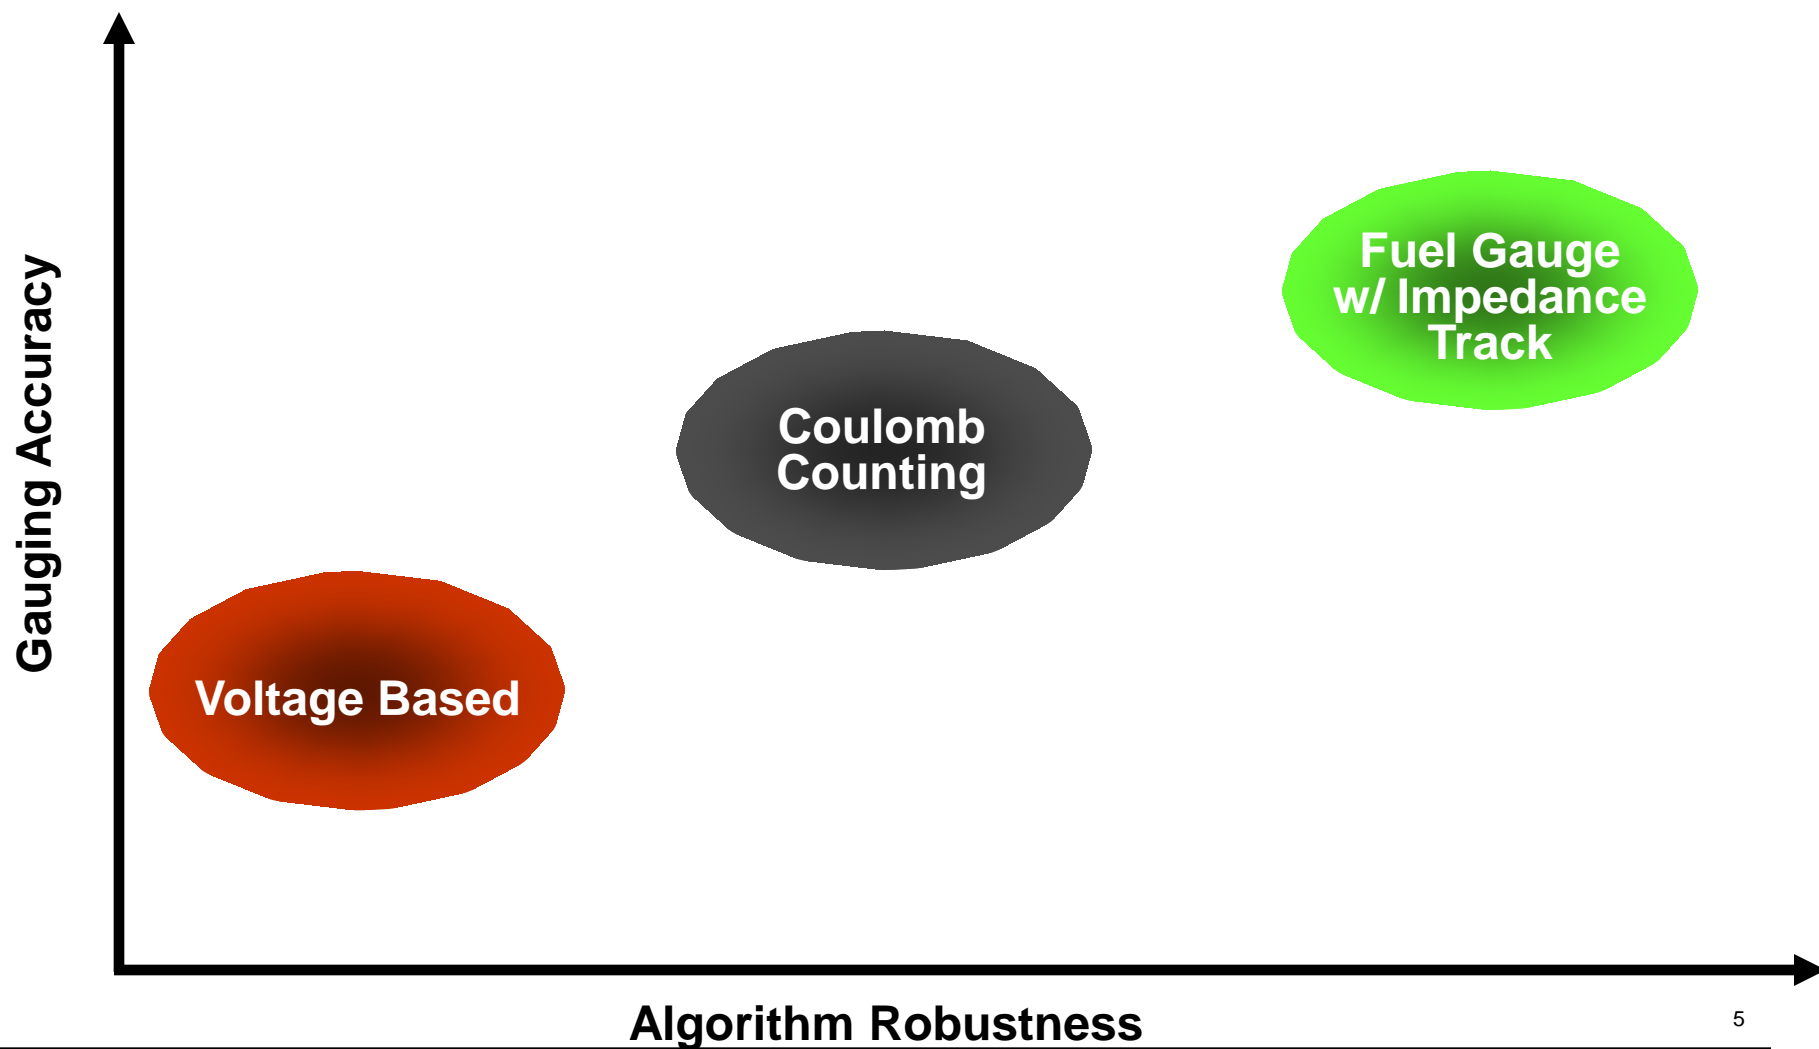 Gauging Accuracy
Fuel Gauge
w/ Impedance
Track
Coulomb
Counting
Voltage Based
Algorithm Robustness
5